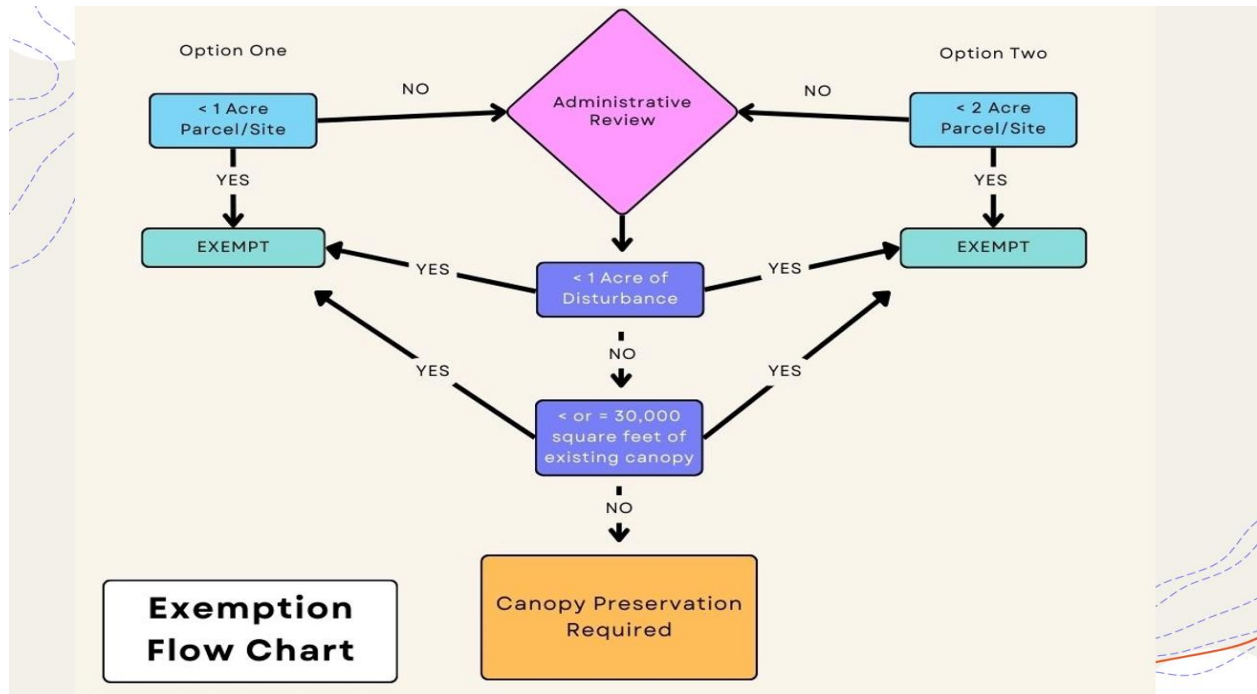 Option One
Option Two
NO
NO
< 1 Acre
Parcel/Site
Administrative
Review
< 2 Acre
Parcel/Site
YES
YES
EXEMPT
EXEMPT
YES
< 1 Acre of
Disturbance
YES
NO
YES
YES
< or = 30,000
square feet of
existing canopy
NO
Canopy Preservation
Required
Exemption
Flow Chart